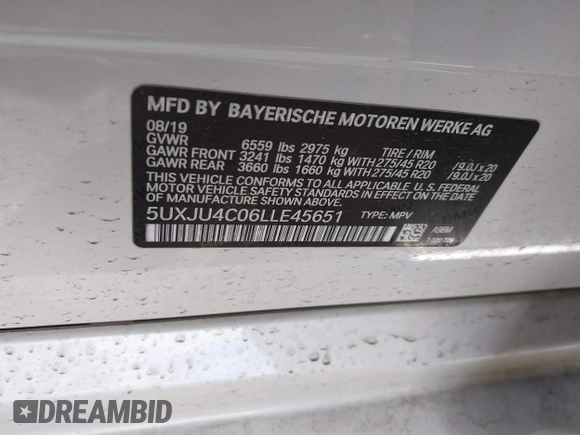 MFD BY BAYERISCHE MOTOREN WERKE AG
08/19
GVWR 6559 lbs 2975 kg TIRE / RIM
GAWR FRONT 3241 lbs 1470 kg WITH 275/45 R20 /9.0J x 20
GAWR REAR 3660 lbs 1660 kg WITH 275/45 R20 /9.0J x 20
THIS VEHICLE CONFORMS TO ALL APPLICABLE U.S. FEDERAL
MOTOR VEHICLE SAFETY STANDARDS IN EFFECT ON THE DATE
OF MANUFACTURE SHOWN ABOVE.
5UXJU4C06LLE45651 TYPE: MPV
BMW
A96M
DREAMBID